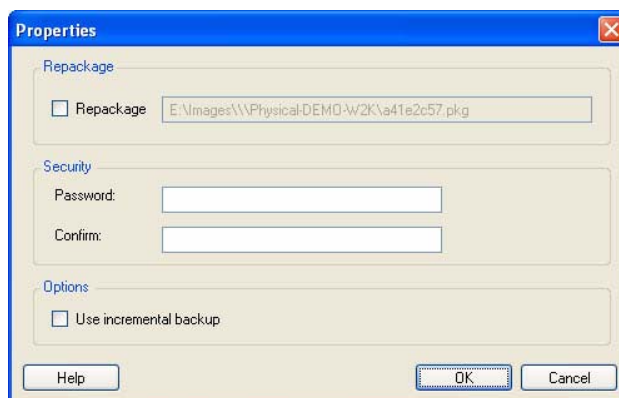 Properties
Repackage
Repackage E:\Images\\\Physical-DEMO-W2K\a41e2c57.pkg
Security
Password:
Confirm:
Options
Use incremental backup
Help OK Cancel